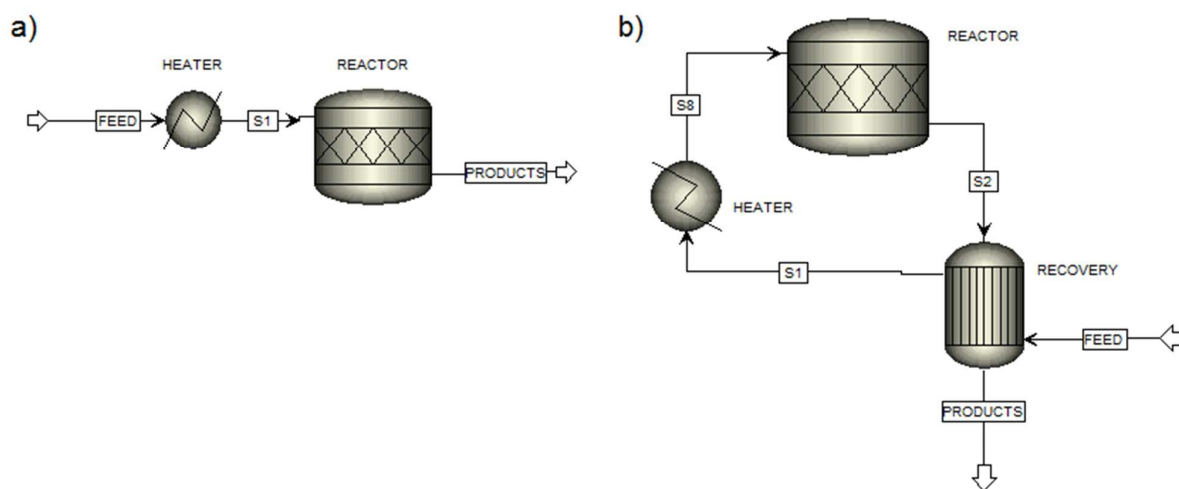 a)
HEATER
REACTOR
FEED
S1
PRODUCTS
b)
REACTOR
S8
S2
HEATER
RECOVERY
S1
FEED
PRODUCTS